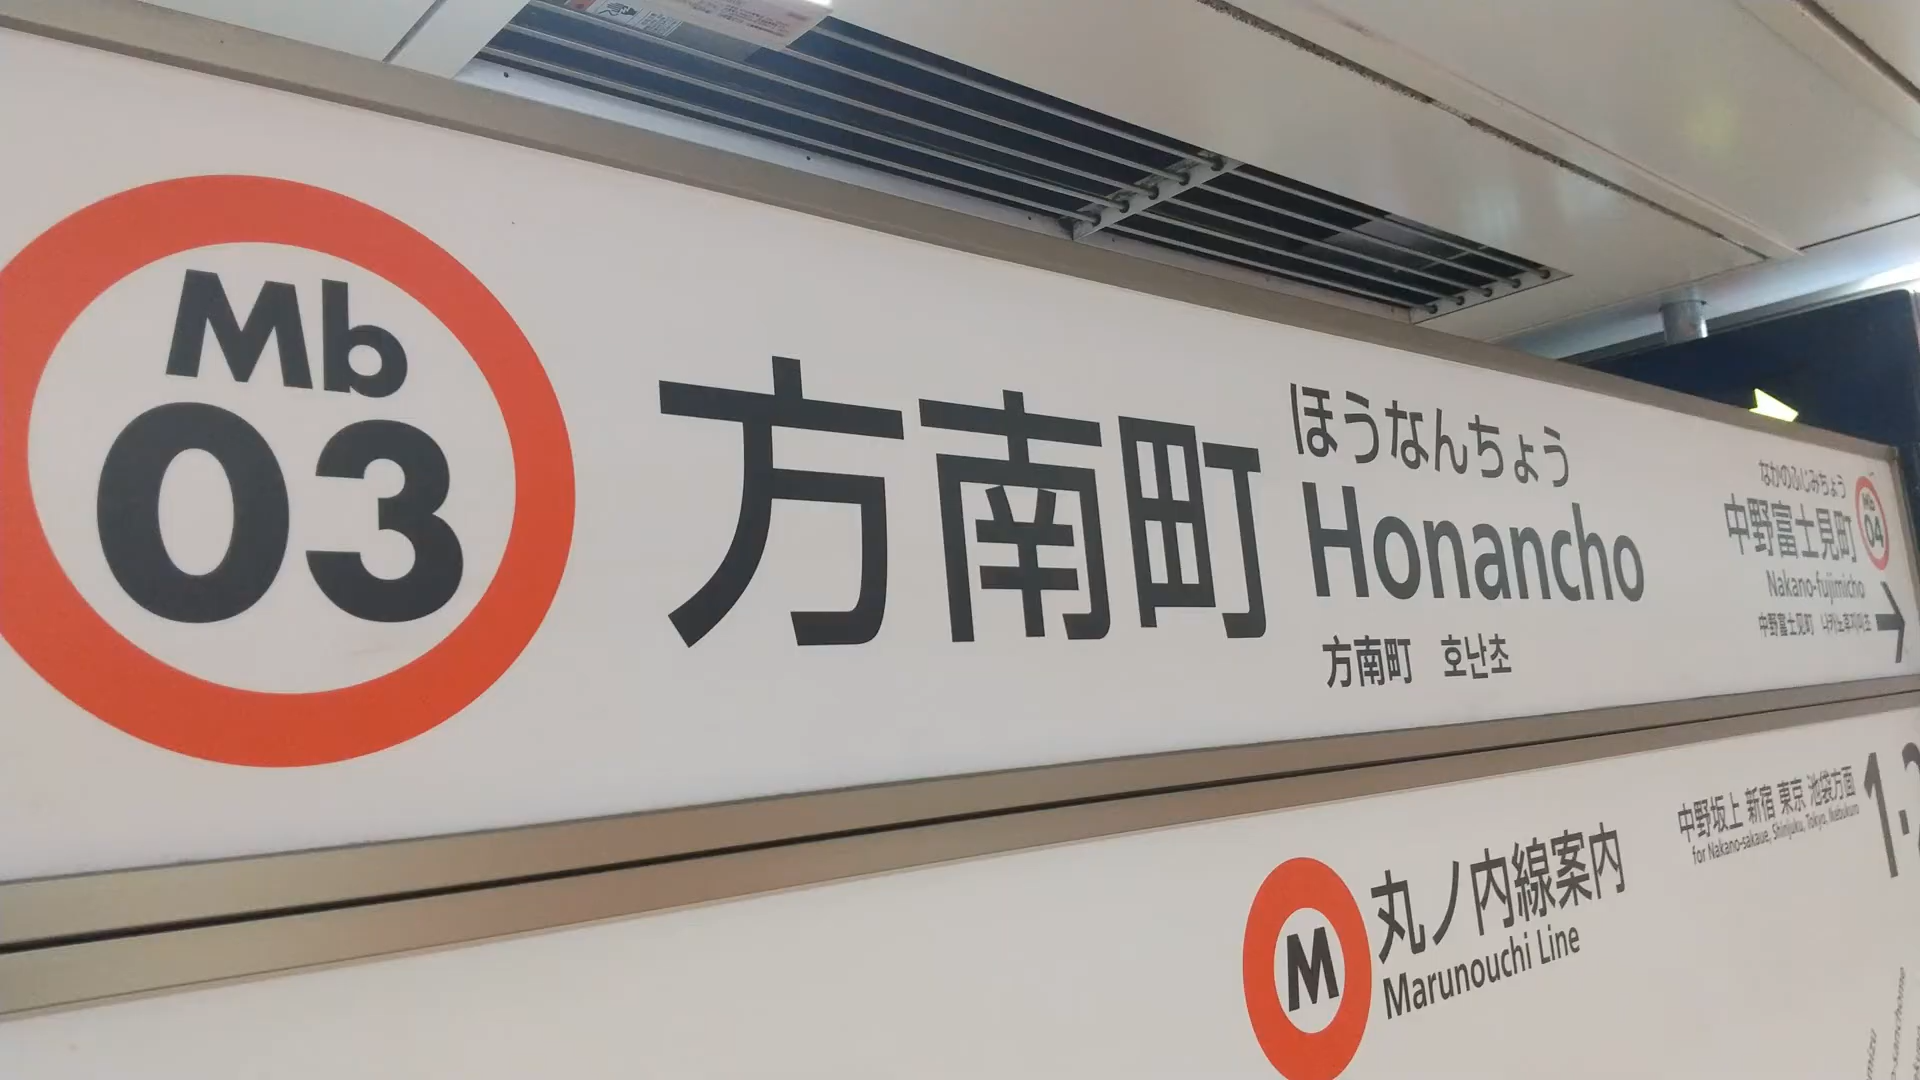 Mb
03
方南町
ほうなんちょう
Honancho
方南町 호난초
なかのふじみちょう
中野富士見町
Nakano-fujimicho
中野富士見町 나카노후지미초
Mb
04
M
丸ノ内線案内
Marunouchi Line
中野坂上 新宿 東京 池袋方面
for Nakano-sakaue, Shinjuku, Tokyo, Ikebukuro
1